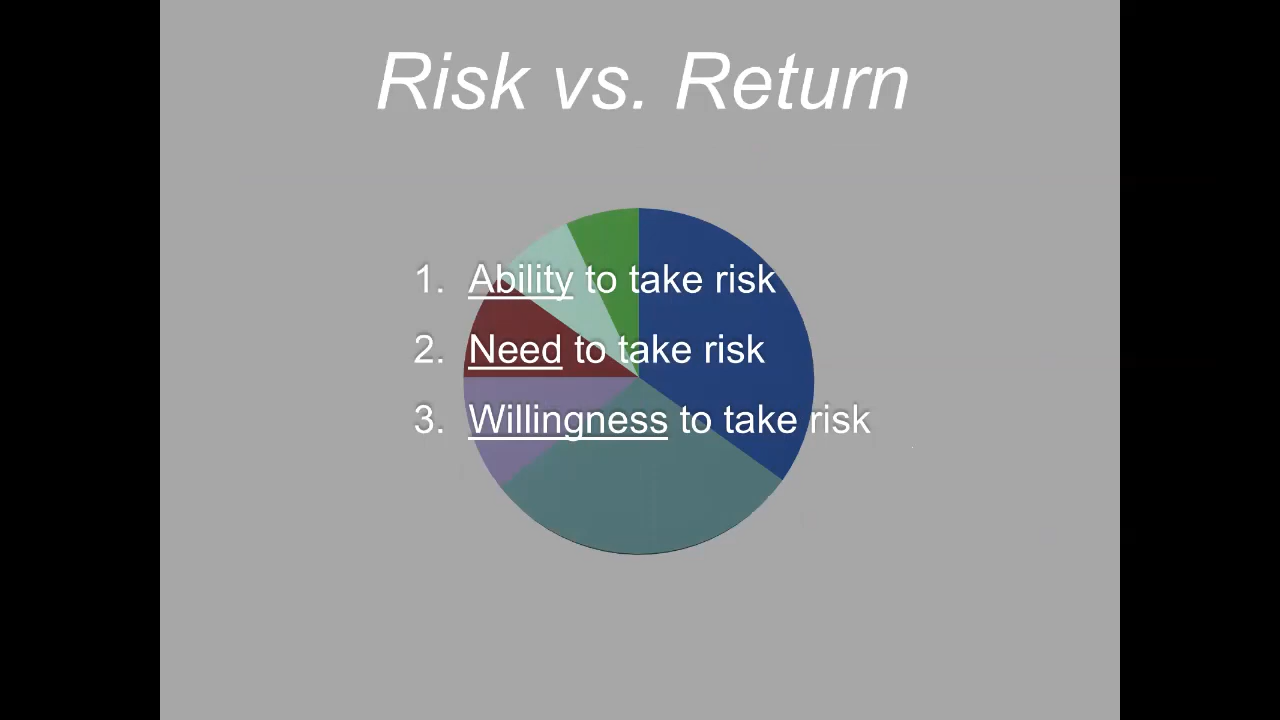 Risk vs. Return
1. Ability to take risk
2. Need to take risk
3. Willingness to take risk